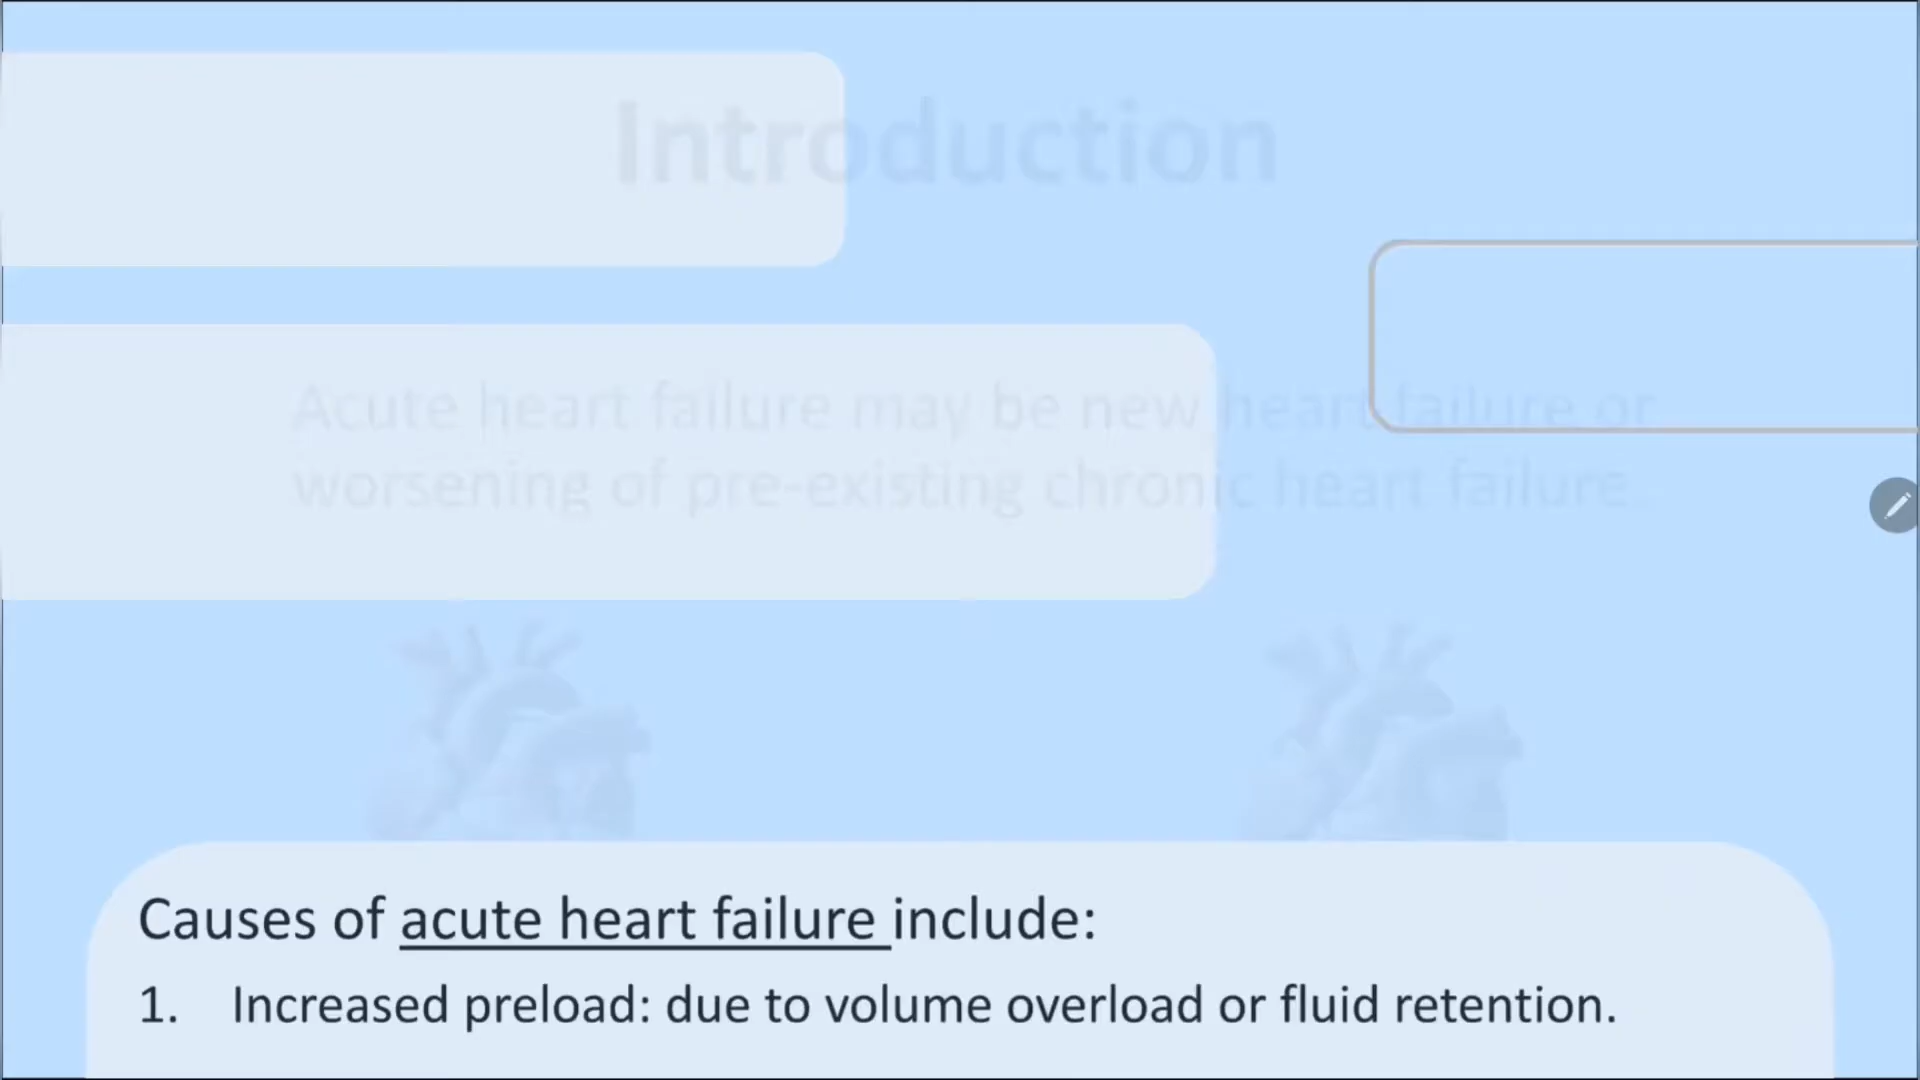 Introduction
Acute heart failure may be new heart failure or
worsening of pre-existing chronic heart failure.
Causes of acute heart failure include:
1. Increased preload: due to volume overload or fluid retention.